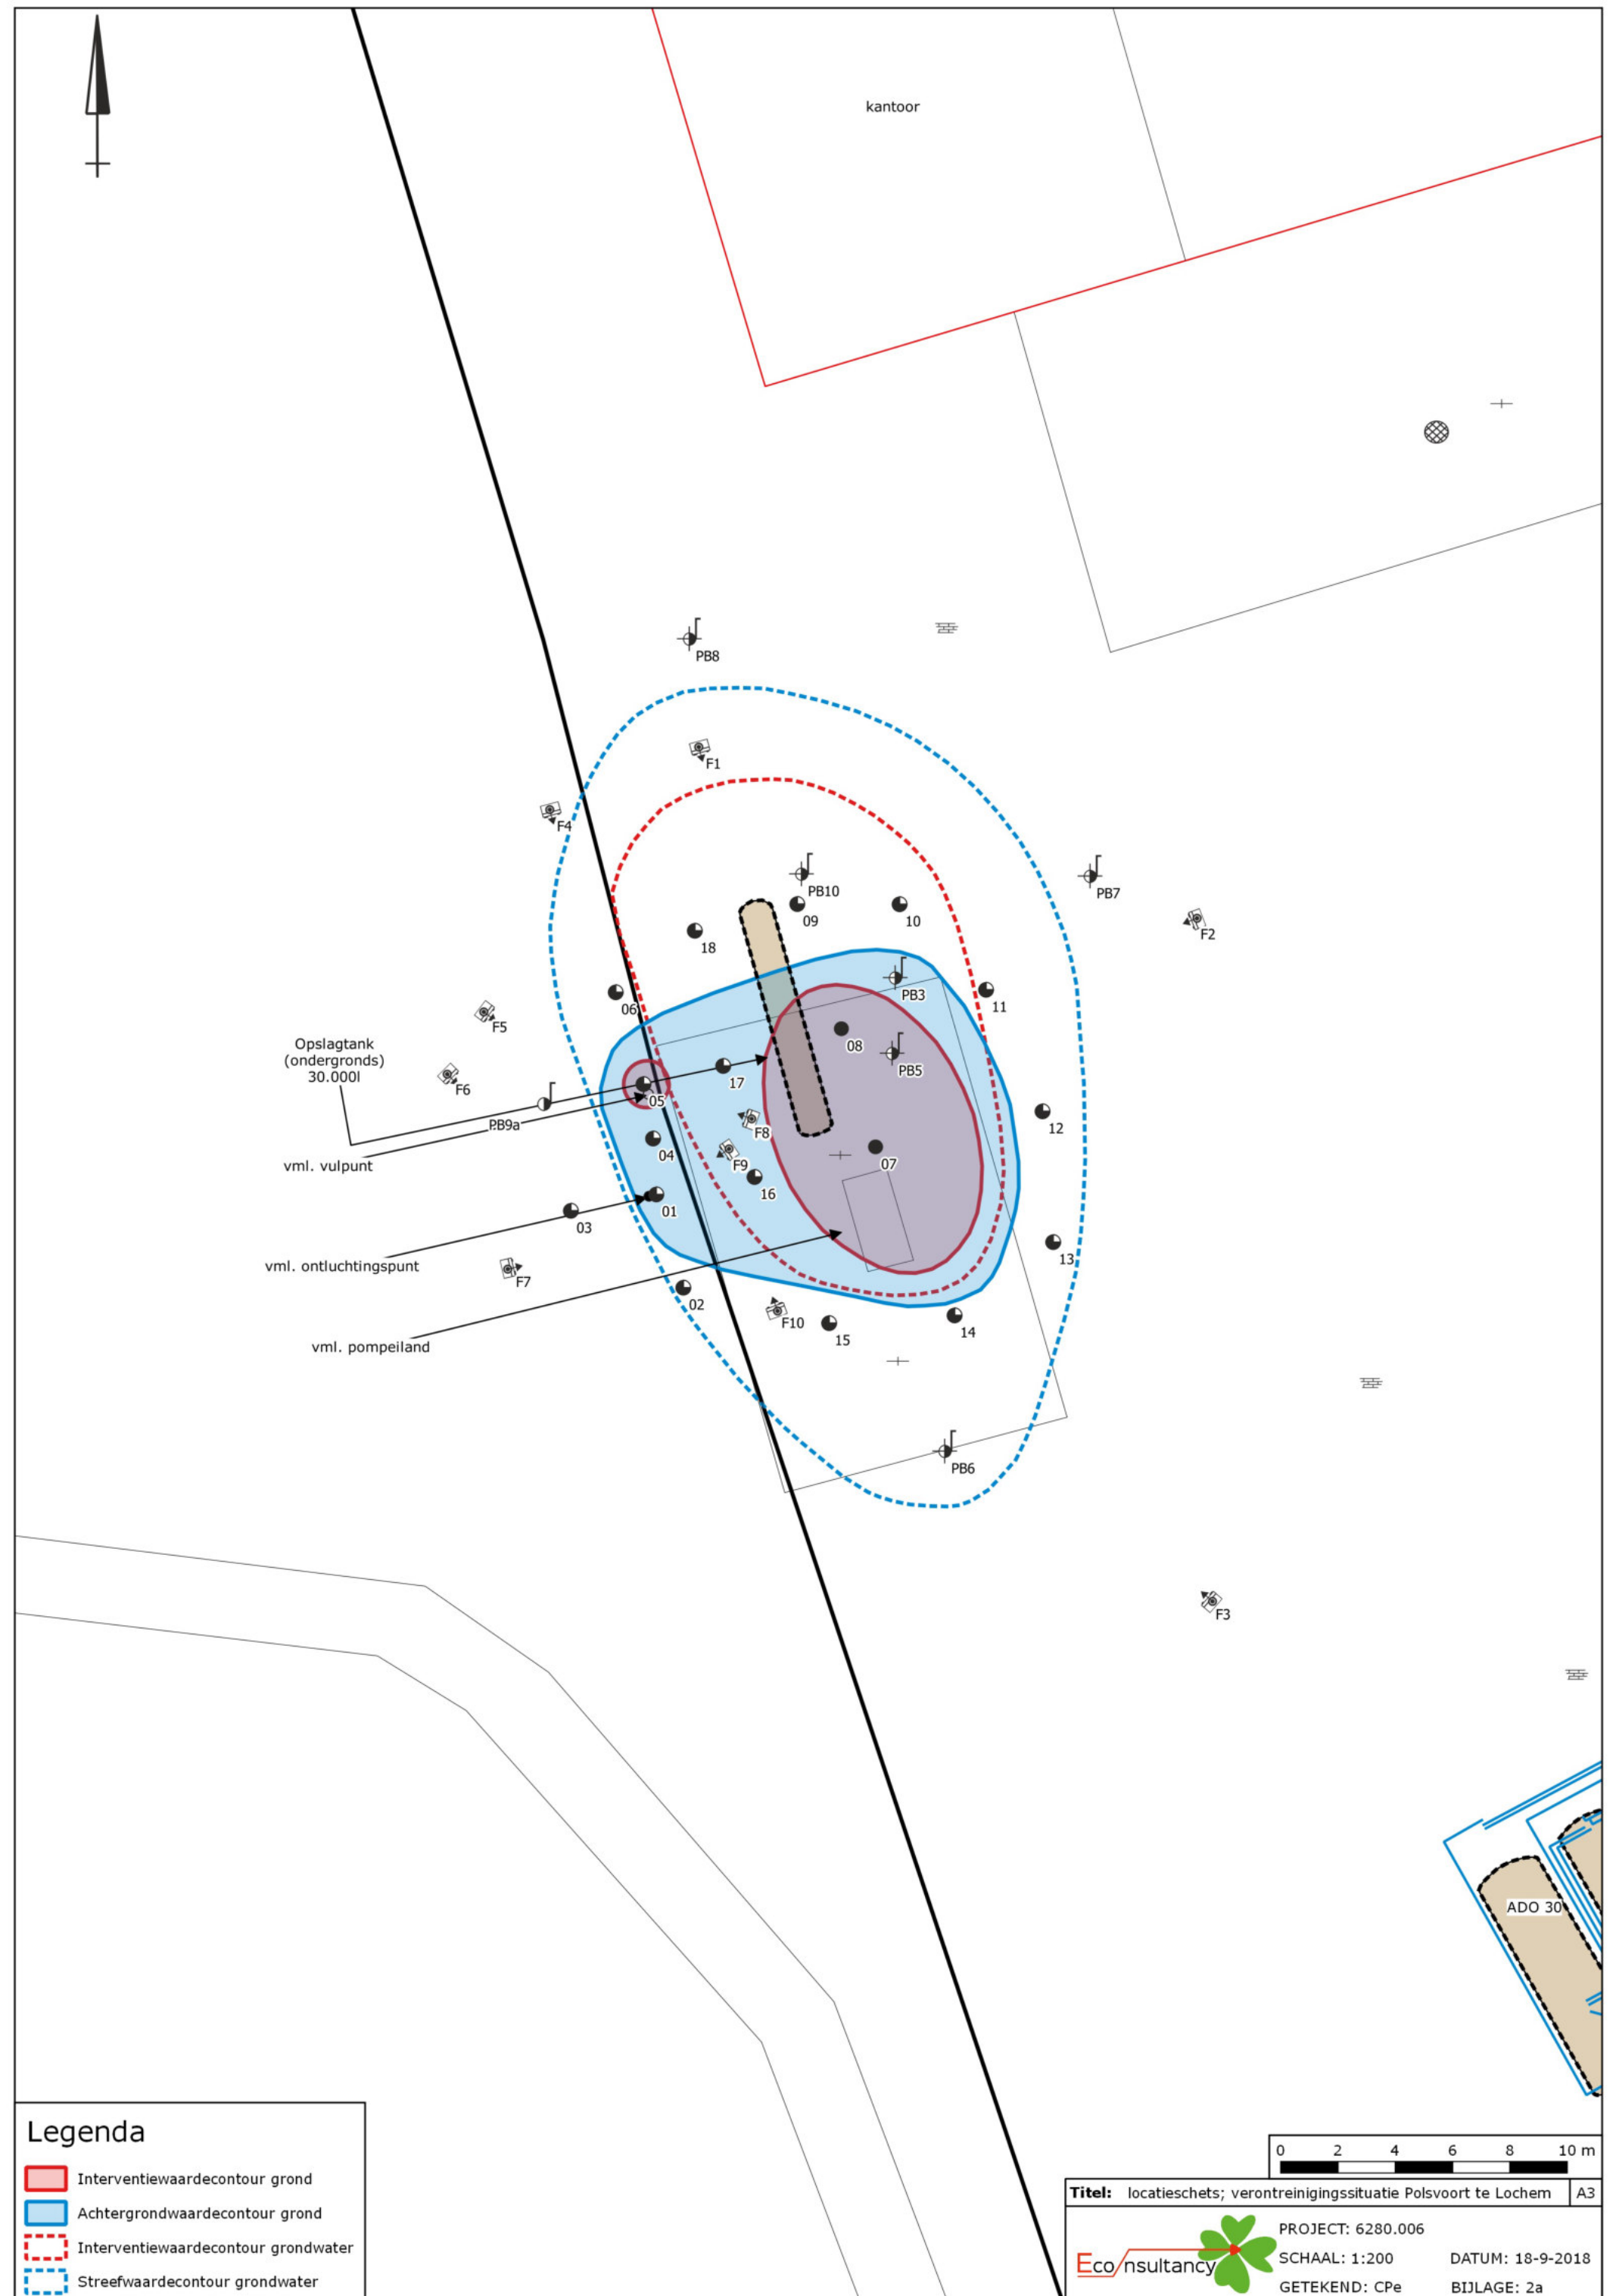 kantoor
PB8
F1
F4
PB7
F2
PB10
09
10
18
PB3
11
06
F5
08
Opslagtank
(ondergronds)
30.000l
PB5
17
F6
05
12
PB9a
F8
04
vml. vulpunt
F9
07
16
01
03
13
vml. ontluchtingspunt
F7
02
F10
15
14
vml. pompeiland
PB6
F3
ADO 30
Legenda
Interventiewaardecontour grond
Achtergrondwaardecontour grond
Interventiewaardecontour grondwater
Streefwaardecontour grondwater
0 2 4 6 8 10 m
Titel: locatieschets; verontreinigingssituatie Polsvoort te Lochem A3
Econsultancy
PROJECT: 6280.006
SCHAAL: 1:200 DATUM: 18-9-2018
GETEKEND: CPe BIJLAGE: 2a